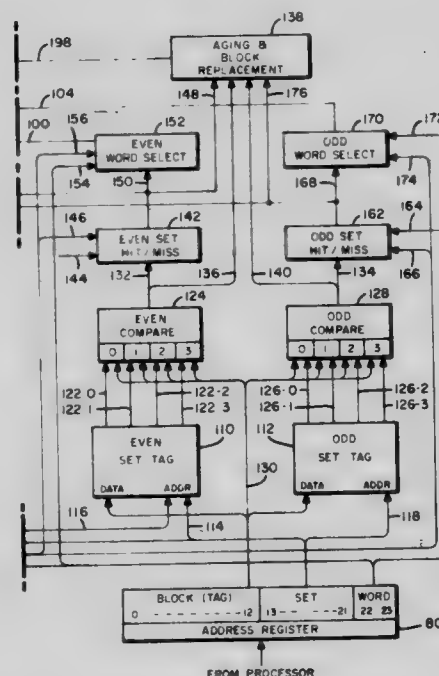 138
198
AGING &
BLOCK
REPLACEMENT
148
176
104
156
100
152
EVEN
WORD SELECT
154
150
170
ODD
WORD SELECT
172
174
168
146
142
EVEN SET
HIT/MISS
144
132
136
162
ODD SET
HIT/MISS
164
166
140
134
124
EVEN
COMPARE
0 1 2 3
128
ODD
COMPARE
0 1 2 3
122-0
122-1
122-2
122-3
126-0
126-1
126-2
126-3
110
EVEN
SET TAG
DATA ADDR
112
ODD
SET TAG
DATA ADDR
116
114
130
118
BLOCK (TAG) SET WORD
0 - - - - - - - - - - -12 13- - - - - -21 22 23
ADDRESS REGISTER
80
FROM PROCESSOR